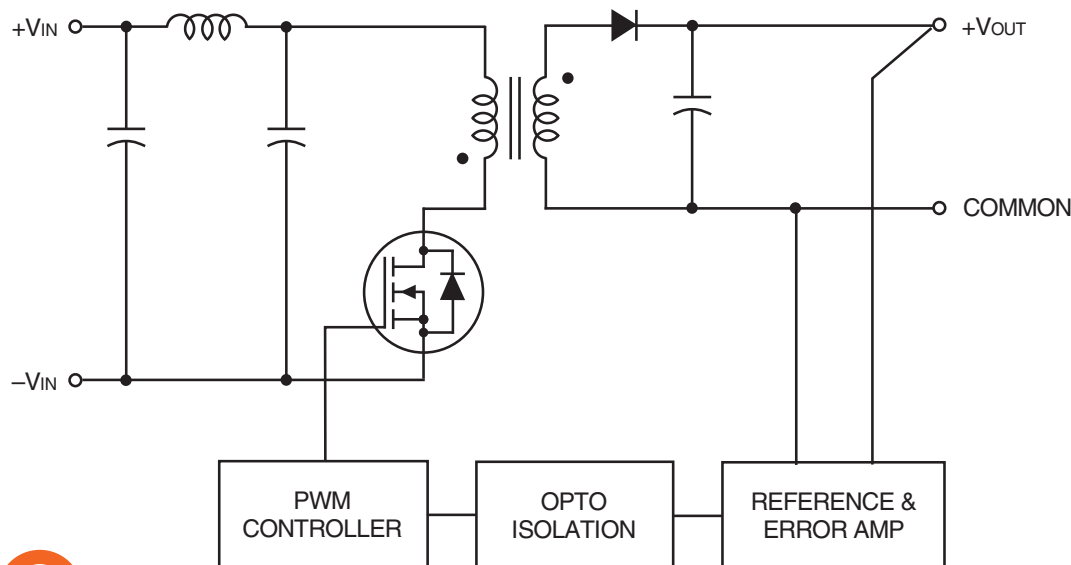 +VIN
+VOUT
COMMON
–VIN
PWM
CONTROLLER
OPTO
ISOLATION
REFERENCE &
ERROR AMP